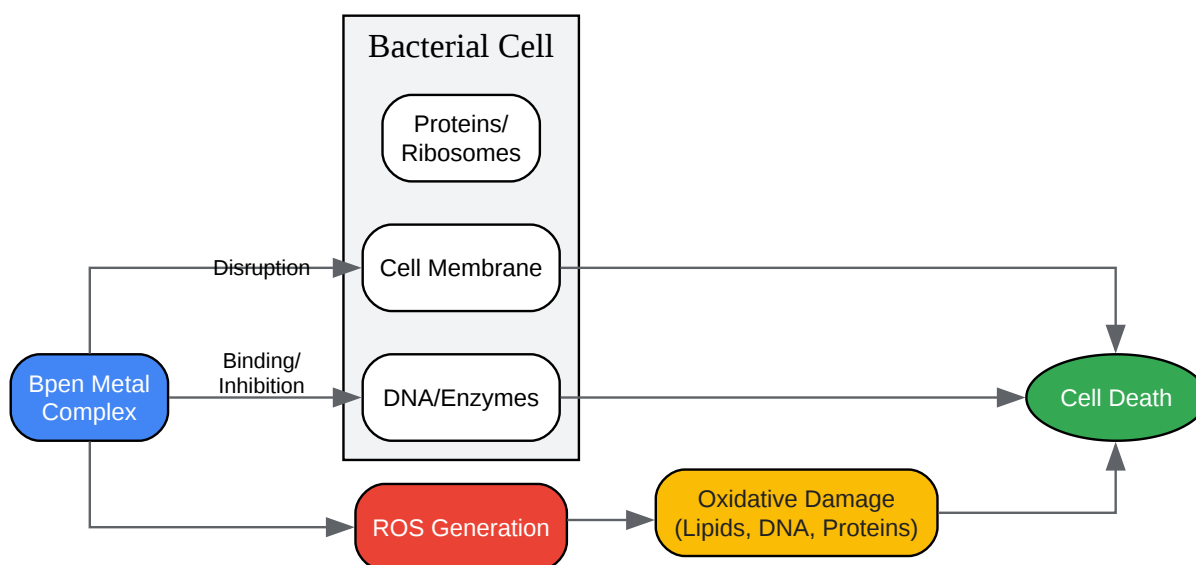 Bacterial Cell
Proteins/
Ribosomes
Disruption
Cell Membrane
Bpen Metal
Complex
Binding/
Inhibition
DNA/Enzymes
Cell Death
ROS Generation
Oxidative Damage
(Lipids, DNA, Proteins)